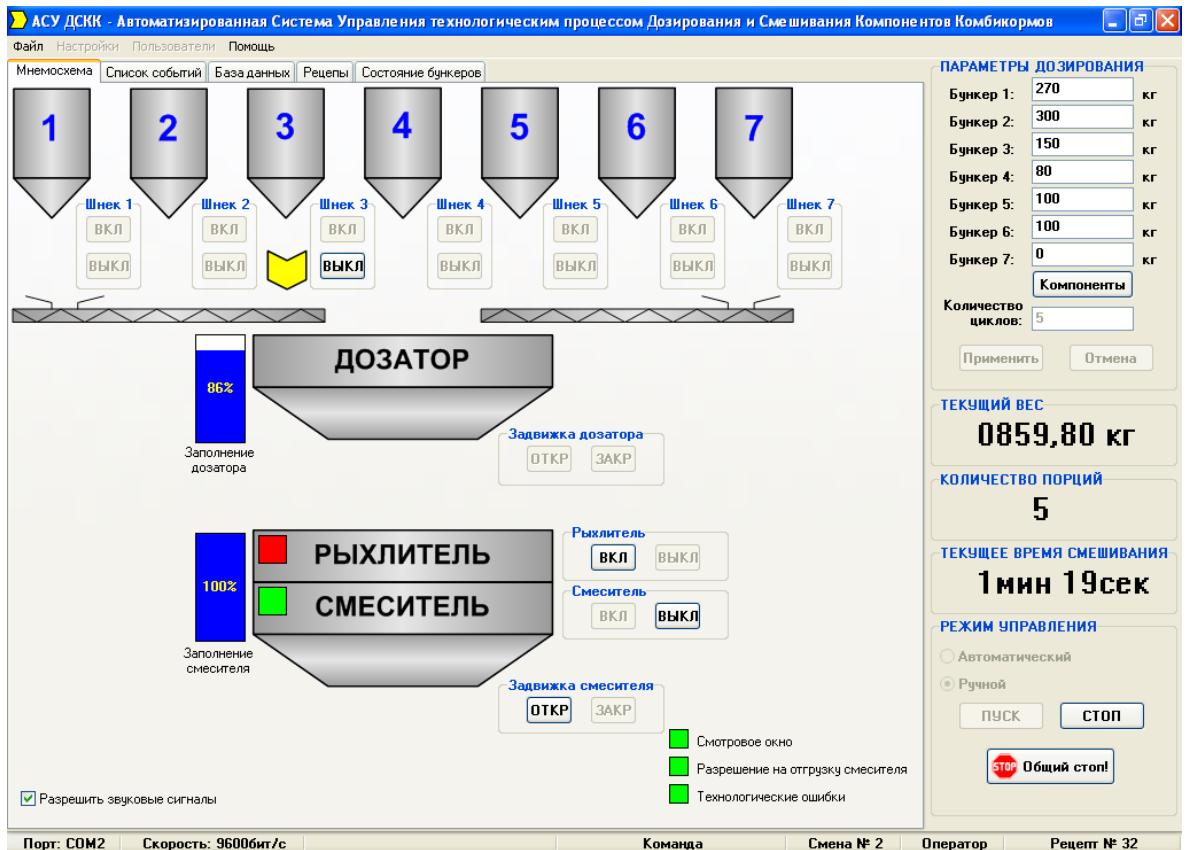 АСУ ДСКК - Автоматизированная Система Управления технологическим процессом Дозирования и Смешивания Компонентов Комбикормов
Файл Настройки Пользователи Помощь
Мнемосхема Список событий База данных Рецепы Состояние бункеров
1 2 3 4 5 6 7
Шнек 1 Шнек 2 Шнек 3 Шнек 4 Шнек 5 Шнек 6 Шнек 7
ВКЛ ВКЛ ВКЛ ВКЛ ВКЛ ВКЛ ВКЛ
ВЫКЛ ВЫКЛ ВЫКЛ ВЫКЛ ВЫКЛ ВЫКЛ ВЫКЛ
ДОЗАТОР
86%
Заполнение
дозатора
Задвижка дозатора
ОТКР ЗАКР
РЫХЛИТЕЛЬ
СМЕСИТЕЛЬ
100%
Заполнение
смесителя
Рыхлитель
ВКЛ ВЫКЛ
Смеситель
ВКЛ ВЫКЛ
Задвижка смесителя
ОТКР ЗАКР
Смотровое окно
Разрешение на отгрузку смесителя
Технологические ошибки
Разрешить звуковые сигналы
ПАРАМЕТРЫ ДОЗИРОВАНИЯ
Бункер 1: 270 кг
Бункер 2: 300 кг
Бункер 3: 150 кг
Бункер 4: 80 кг
Бункер 5: 100 кг
Бункер 6: 100 кг
Бункер 7: 0 кг
Компоненты
Количество
циклов: 5
Применить Отмена
ТЕКУЩИЙ ВЕС
0859,80 кг
КОЛИЧЕСТВО ПОРЦИЙ
5
ТЕКУЩЕЕ ВРЕМЯ СМЕШИВАНИЯ
1мин 19сек
РЕЖИМ УПРАВЛЕНИЯ
Автоматический
Ручной
ПУСК СТОП
STOP Общий стоп!
Порт: COM2 Скорость: 9600бит/с Команда Смена № 2 Оператор Рецепт № 32